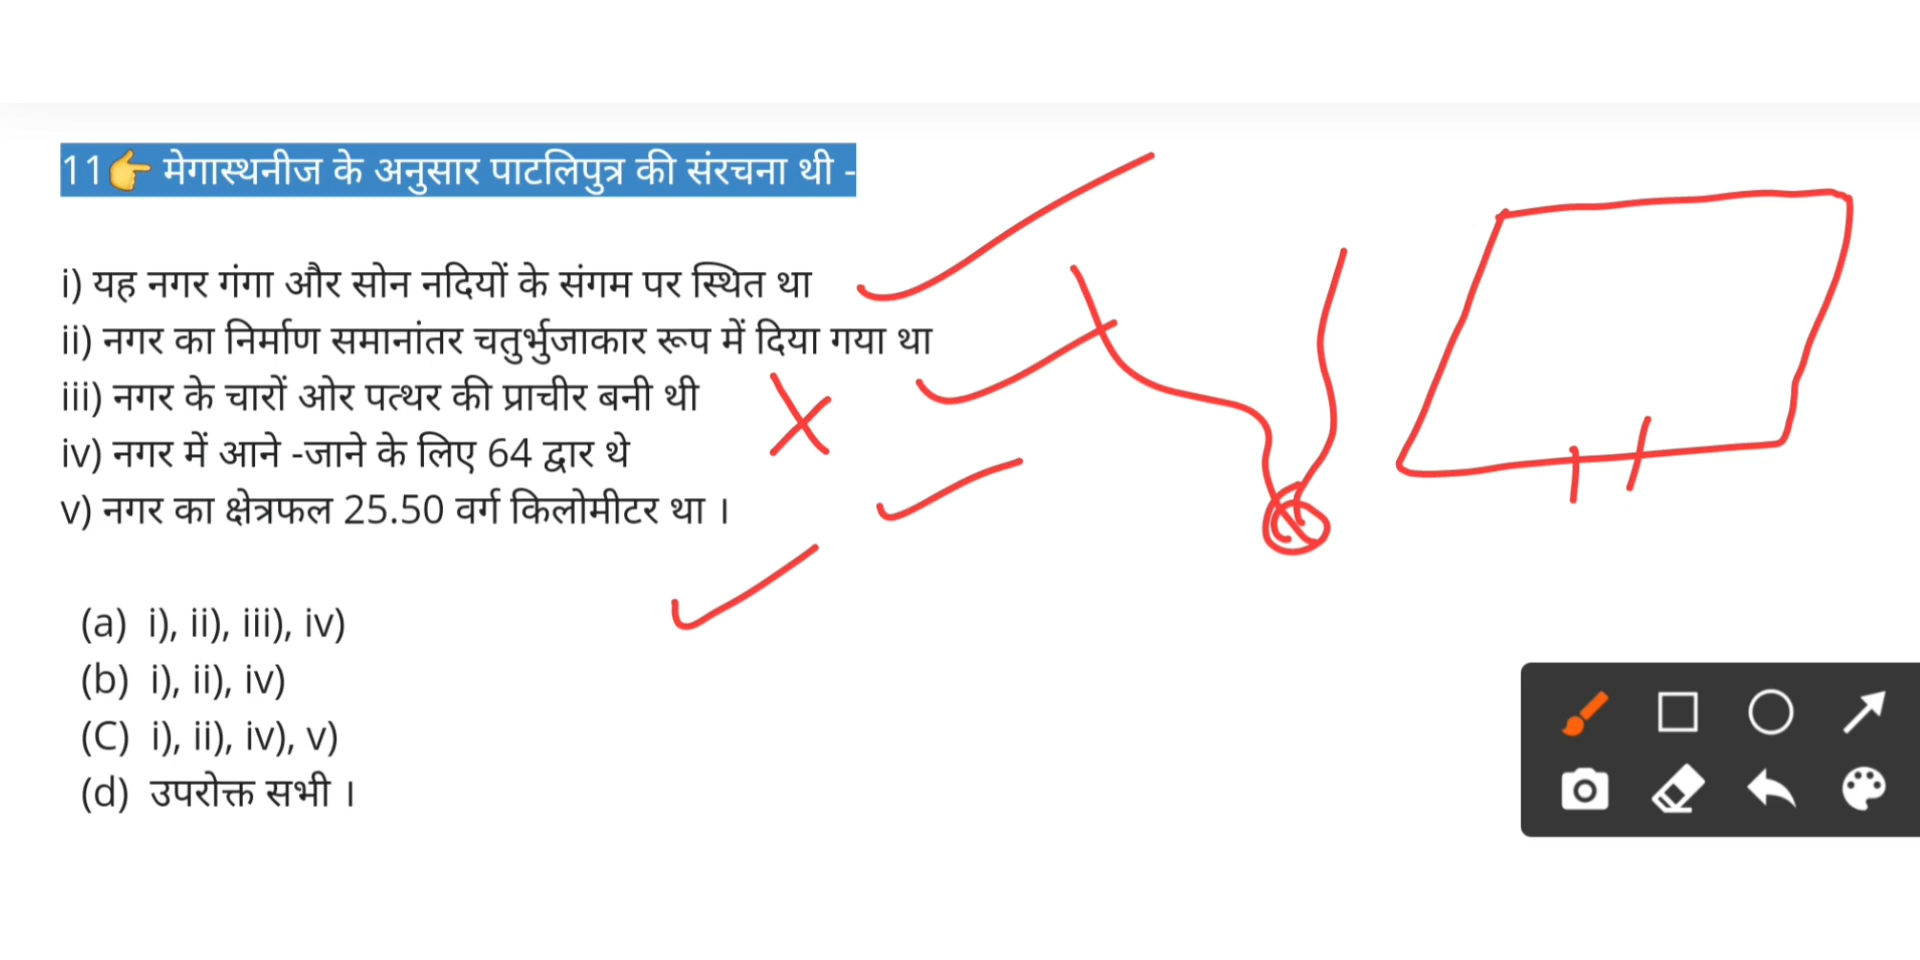 11👉 मेगास्थनीज के अनुसार पाटलिपुत्र की संरचना थी -
i) यह नगर गंगा और सोन नदियों के संगम पर स्थित था
ii) नगर का निर्माण समानांतर चतुर्भुजाकार रूप में दिया गया था
iii) नगर के चारों ओर पत्थर की प्राचीर बनी थी
iv) नगर में आने -जाने के लिए 64 द्वार थे
v) नगर का क्षेत्रफल 25.50 वर्ग किलोमीटर था ।
(a) i), ii), iii), iv)
(b) i), ii), iv)
(C) i), ii), iv), v)
(d) उपरोक्त सभी ।